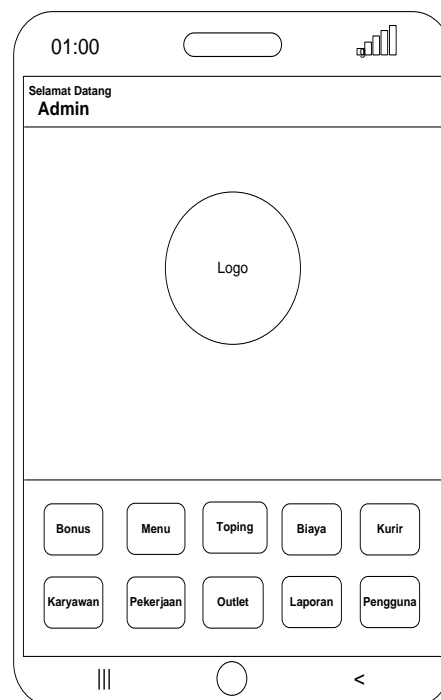 01:00
Selamat Datang
Admin
Logo
Bonus Menu Toping Biaya Kurir
Karyawan Pekerjaan Outlet Laporan Pengguna
||| <